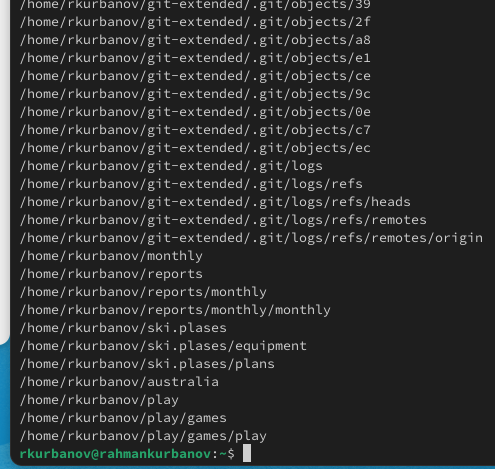 /home/rkurbanov/git-extended/.git/objects/39
/home/rkurbanov/git-extended/.git/objects/2f
/home/rkurbanov/git-extended/.git/objects/a8
/home/rkurbanov/git-extended/.git/objects/e1
/home/rkurbanov/git-extended/.git/objects/ce
/home/rkurbanov/git-extended/.git/objects/9c
/home/rkurbanov/git-extended/.git/objects/0e
/home/rkurbanov/git-extended/.git/objects/c7
/home/rkurbanov/git-extended/.git/objects/ec
/home/rkurbanov/git-extended/.git/logs
/home/rkurbanov/git-extended/.git/logs/refs
/home/rkurbanov/git-extended/.git/logs/refs/heads
/home/rkurbanov/git-extended/.git/logs/refs/remotes
/home/rkurbanov/git-extended/.git/logs/refs/remotes/origin
/home/rkurbanov/monthly
/home/rkurbanov/reports
/home/rkurbanov/reports/monthly
/home/rkurbanov/reports/monthly/monthly
/home/rkurbanov/ski.plases
/home/rkurbanov/ski.plases/equipment
/home/rkurbanov/ski.plases/plans
/home/rkurbanov/australia
/home/rkurbanov/play
/home/rkurbanov/play/games
/home/rkurbanov/play/games/play
rkurbanov@rahmankurbanov:~$